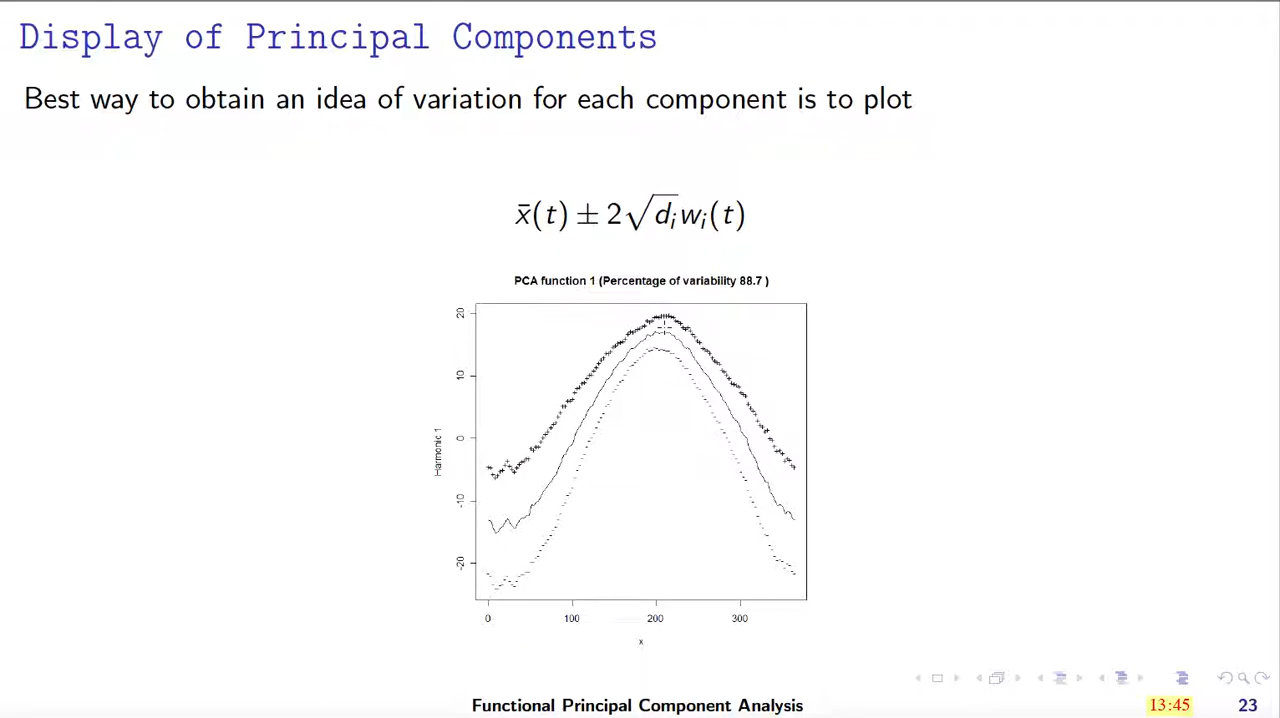 Display of Principal Components
Best way to obtain an idea of variation for each component is to plot
x̄(t) ± 2√dᵢwᵢ(t)
PCA function 1 (Percentage of variability 88.7 )
20
10
0
-10
-20
Harmonic 1
0 100 200 300
x
Functional Principal Component Analysis 13:45 23